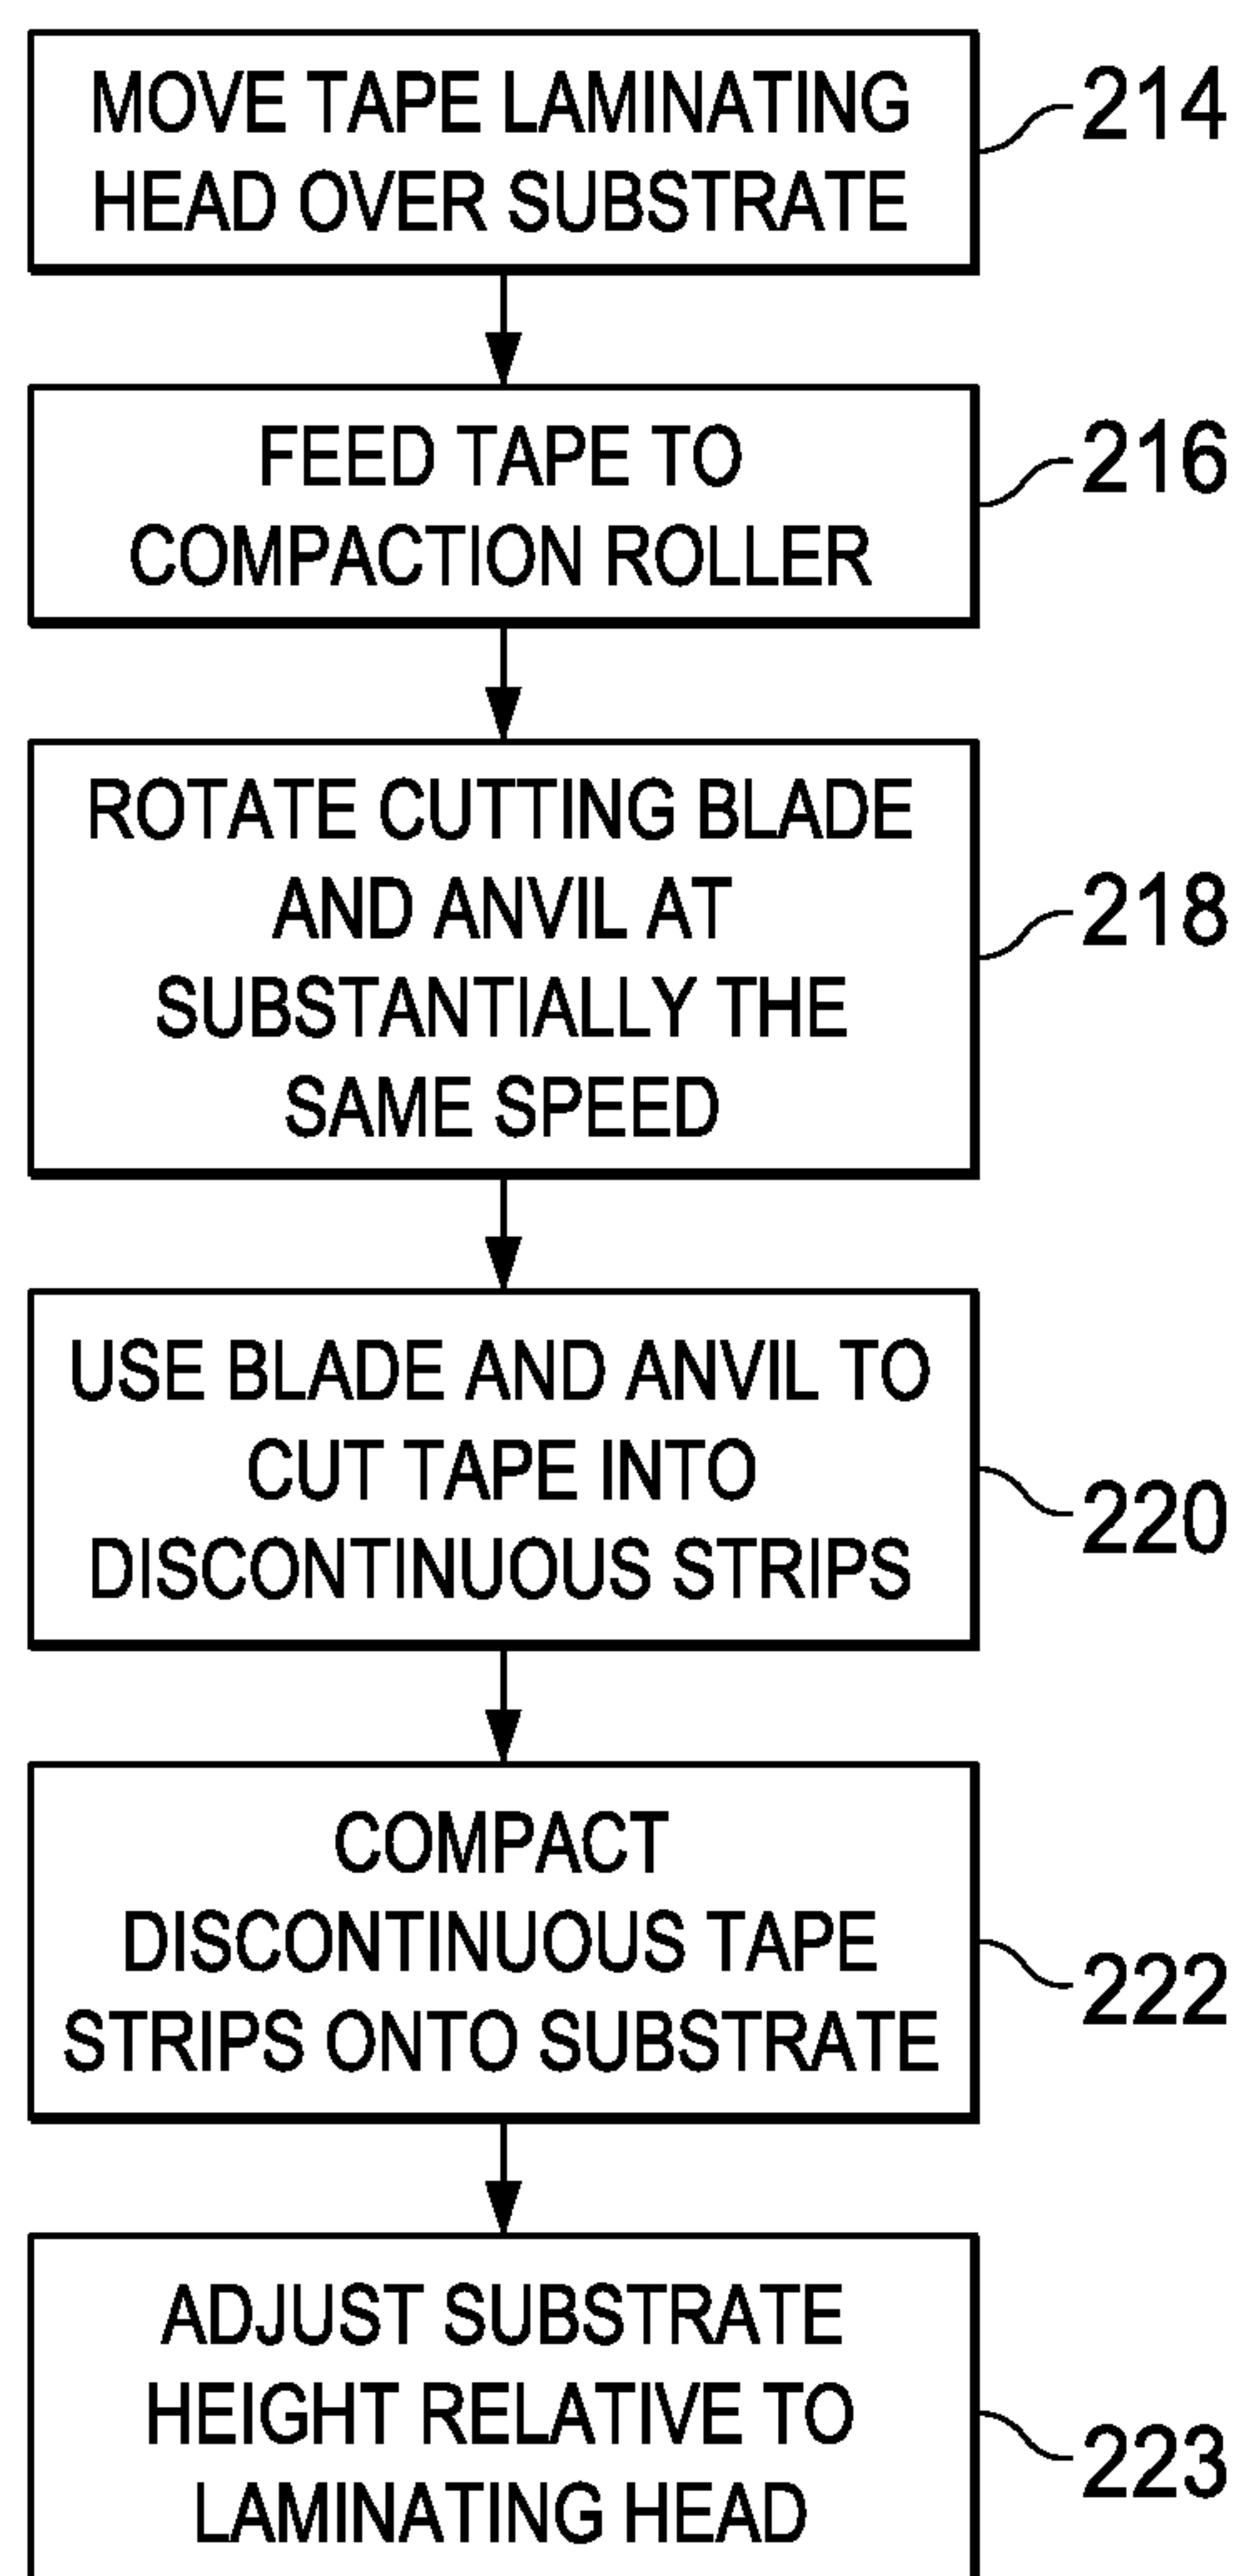 MOVE TAPE LAMINATING
HEAD OVER SUBSTRATE
214
FEED TAPE TO
COMPACTION ROLLER
216
ROTATE CUTTING BLADE
AND ANVIL AT
SUBSTANTIALLY THE
SAME SPEED
218
USE BLADE AND ANVIL TO
CUT TAPE INTO
DISCONTINUOUS STRIPS
220
COMPACT
DISCONTINUOUS TAPE
STRIPS ONTO SUBSTRATE
222
ADJUST SUBSTRATE
HEIGHT RELATIVE TO
LAMINATING HEAD
223